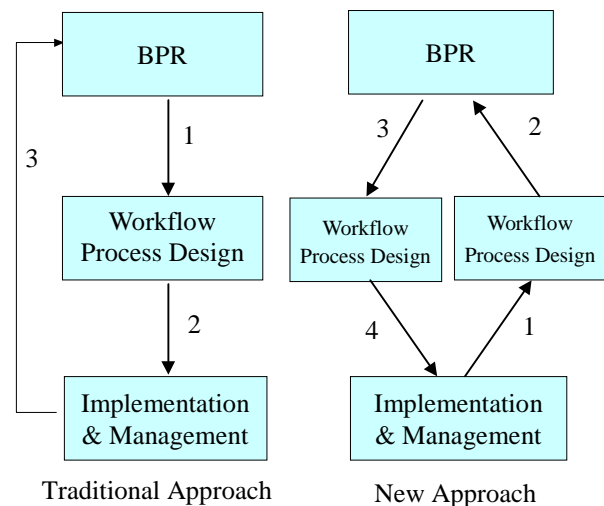 BPR
1
3
Workflow
Process Design
2
Implementation
& Management
Traditional Approach
BPR
3
2
Workflow
Process Design
Workflow
Process Design
4
1
Implementation
& Management
New Approach